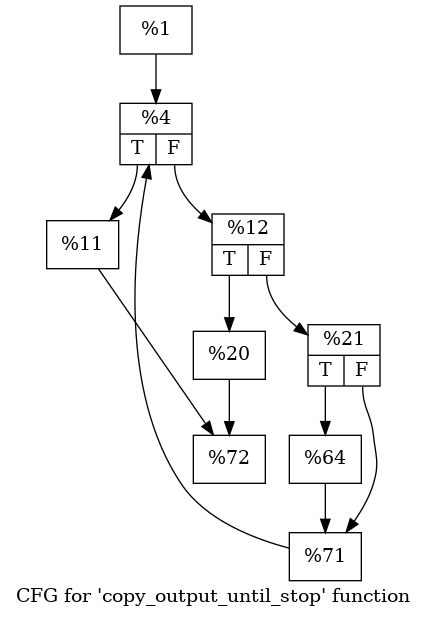 %1
%4
T F
%11
%12
T F
%20
%21
T F
%72
%64
%71
CFG for 'copy_output_until_stop' function